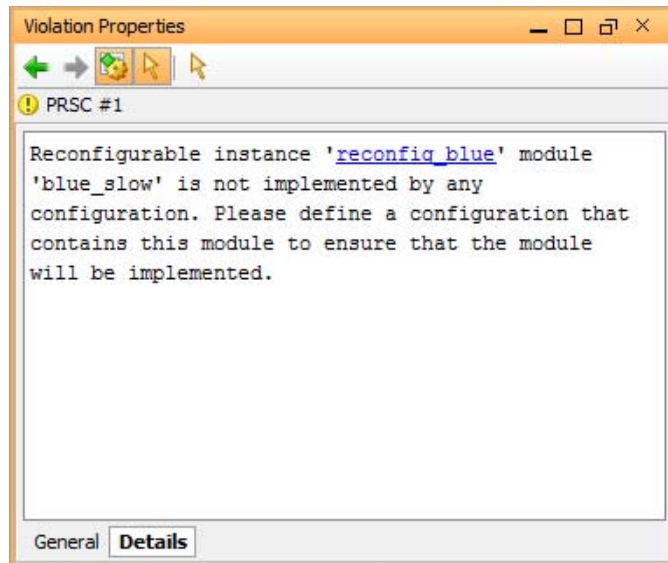 Violation Properties
PRSC #1
Reconfigurable instance 'reconfig_blue' module
'blue_slow' is not implemented by any
configuration. Please define a configuration that
contains this module to ensure that the module
will be implemented.
General Details